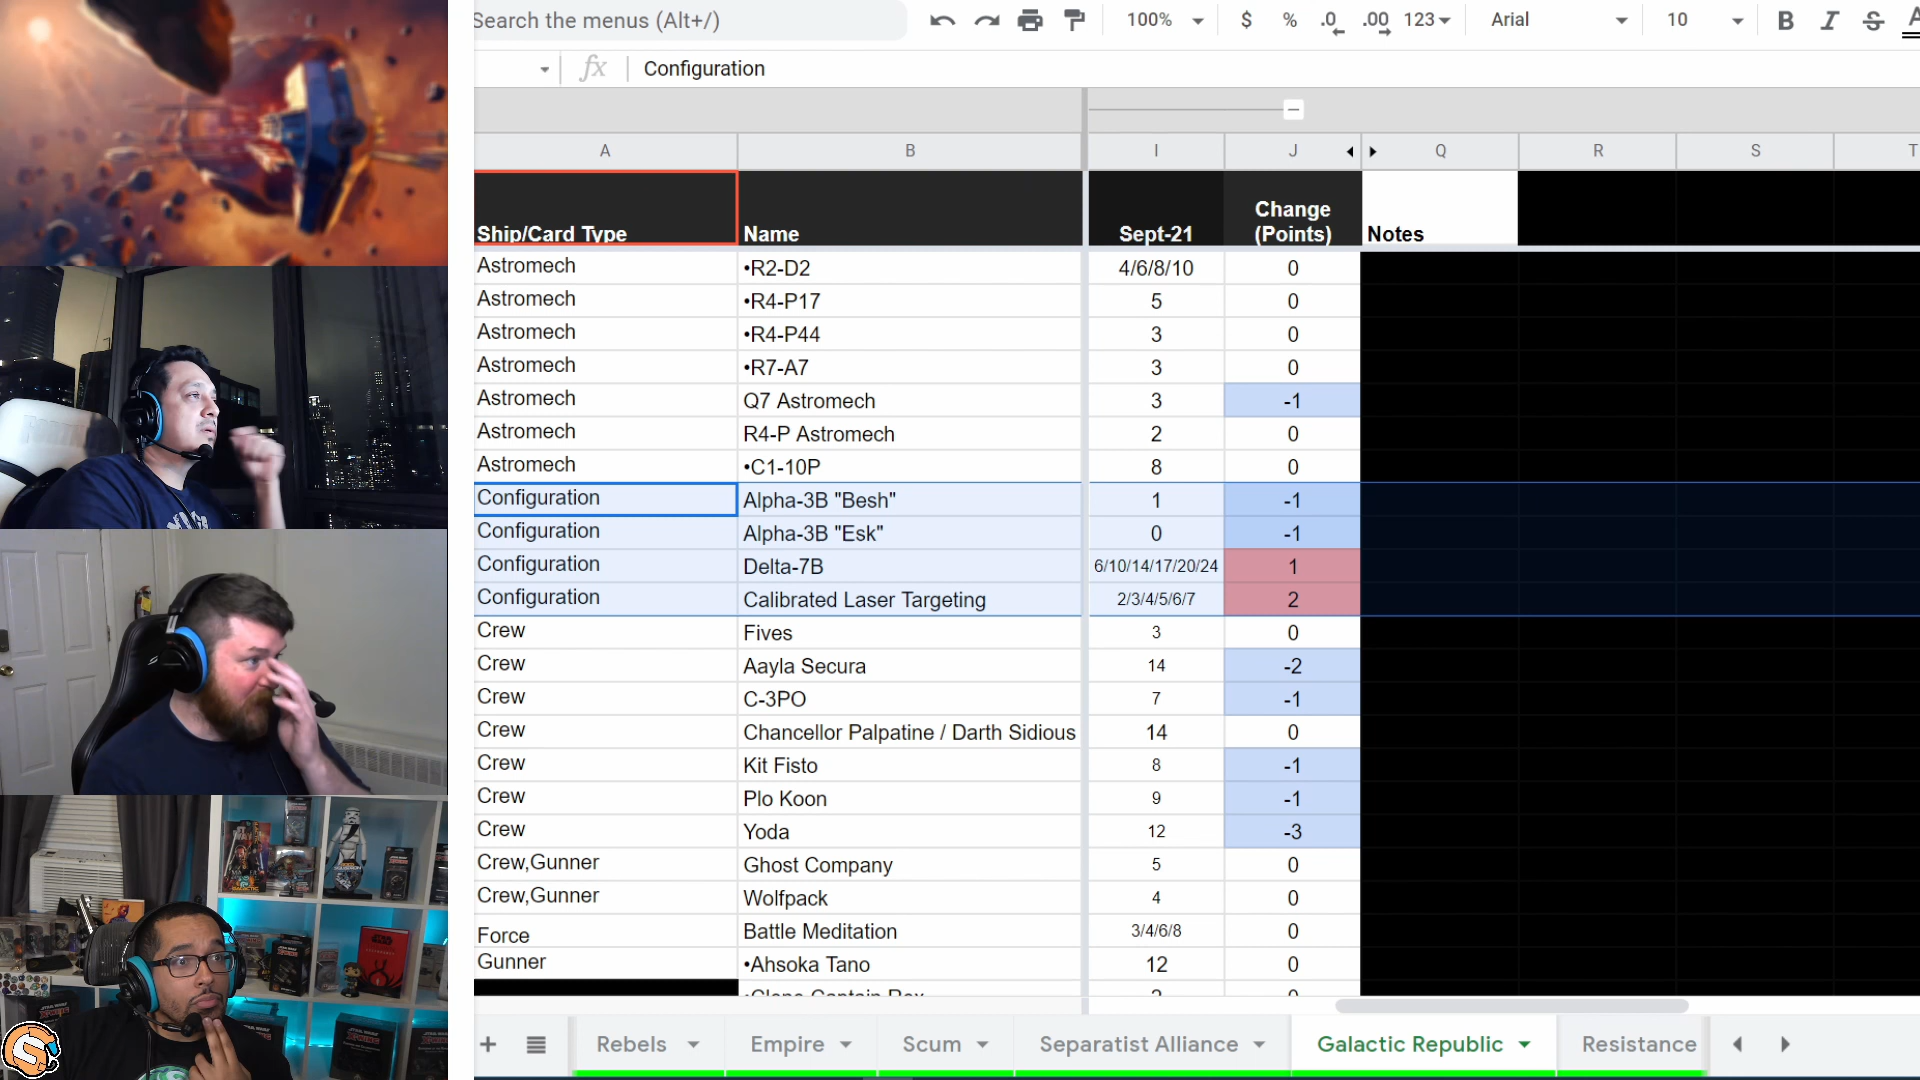 Search the menus (Alt+/)
100%
$ % .0 .00 123
Arial
10
B I S A
fx Configuration
A B I J Q R S T
Ship/Card Type Name Sept-21 Change (Points) Notes
Astromech •R2-D2 4/6/8/10 0
Astromech •R4-P17 5 0
Astromech •R4-P44 3 0
Astromech •R7-A7 3 0
Astromech Q7 Astromech 3 -1
Astromech R4-P Astromech 2 0
Astromech •C1-10P 8 0
Configuration Alpha-3B "Besh" 1 -1
Configuration Alpha-3B "Esk" 0 -1
Configuration Delta-7B 6/10/14/17/20/24 1
Configuration Calibrated Laser Targeting 2/3/4/5/6/7 2
Crew Fives 3 0
Crew Aayla Secura 14 -2
Crew C-3PO 7 -1
Crew Chancellor Palpatine / Darth Sidious 14 0
Crew Kit Fisto 8 -1
Crew Plo Koon 9 -1
Crew Yoda 12 -3
Crew,Gunner Ghost Company 5 0
Crew,Gunner Wolfpack 4 0
Force Battle Meditation 3/4/6/8 0
Gunner •Ahsoka Tano 12 0
+ Rebels Empire Scum Separatist Alliance Galactic Republic Resistance